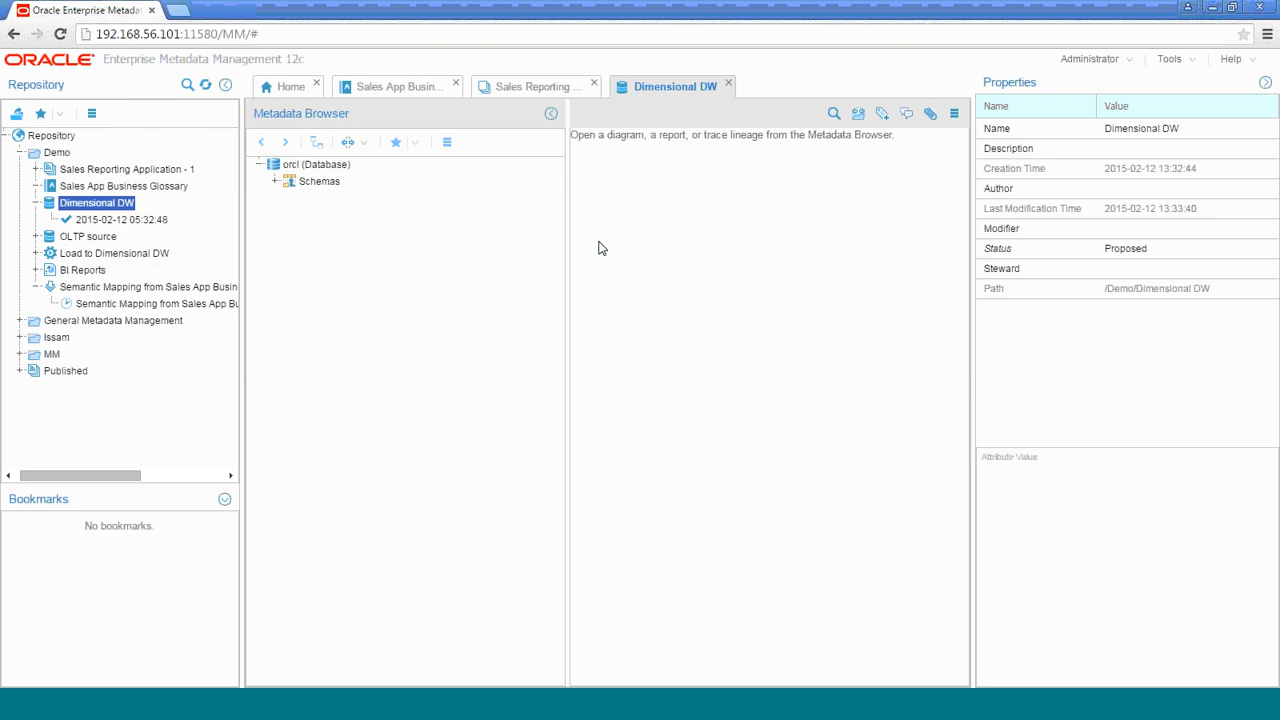 Oracle Enterprise Metadat
192.168.56.101:11580/MM/#
ORACLE Enterprise Metadata Management 12c
Administrator Tools Help
Repository
Home
Sales App Busin...
Sales Reporting ...
Dimensional DW
Properties
Repository
Demo
Sales Reporting Application - 1
Sales App Business Glossary
Dimensional DW
2015-02-12 05:32:48
OLTP source
Load to Dimensional DW
BI Reports
Semantic Mapping from Sales App Busin
Semantic Mapping from Sales App Bu
General Metadata Management
Issam
MM
Published
Bookmarks
No bookmarks.
Metadata Browser
orcl (Database)
Schemas
Open a diagram, a report, or trace lineage from the Metadata Browser.
Name Value
Name Dimensional DW
Description
Creation Time 2015-02-12 13:32:44
Author
Last Modification Time 2015-02-12 13:33:40
Modifier
Status Proposed
Steward
Path /Demo/Dimensional DW
Attribute Value